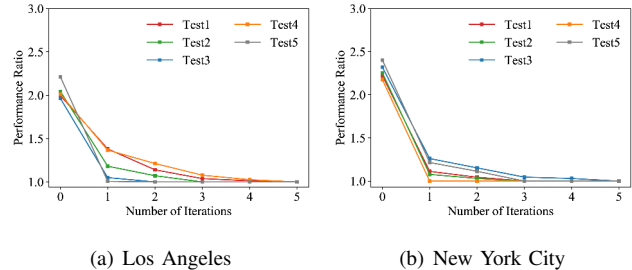 3.0
2.5
2.0
1.5
1.0
Performance Ratio
Test1 Test4
Test2 Test5
Test3
0 1 2 3 4 5
Number of Iterations
(a) Los Angeles
3.0
2.5
2.0
1.5
1.0
Performance Ratio
Test1 Test4
Test2 Test5
Test3
0 1 2 3 4 5
Number of Iterations
(b) New York City